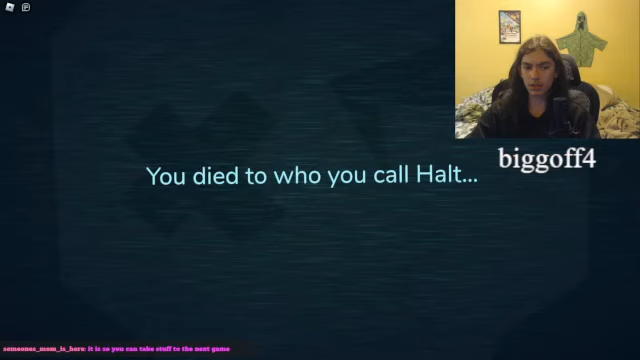 You died to who you call Halt...
biggoff4
someones_mom_is_here: it is so you can take stuff to the next game